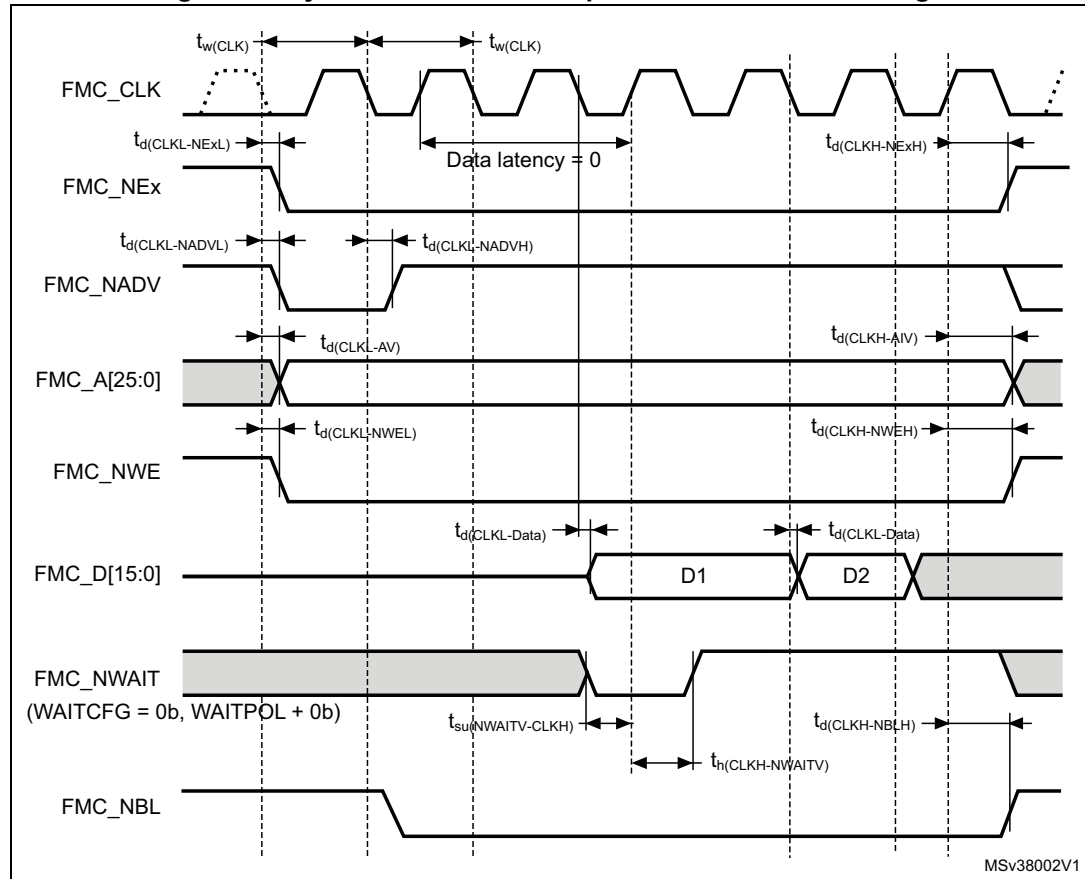 tw(CLK) tw(CLK)
FMC_CLK
td(CLKL-NExL) Data latency = 0 td(CLKH-NExH)
FMC_NEx
td(CLKL-NADVL) td(CLKL-NADVH)
FMC_NADV
td(CLKL-AV) td(CLKH-AIV)
FMC_A[25:0]
td(CLKL-NWEL) td(CLKH-NWEH)
FMC_NWE
td(CLKL-Data) td(CLKL-Data)
FMC_D[15:0] D1 D2
FMC_NWAIT
(WAITCFG = 0b, WAITPOL + 0b)
tsu(NWAITV-CLKH) td(CLKH-NBLH)
th(CLKH-NWAITV)
FMC_NBL
MSv38002V1